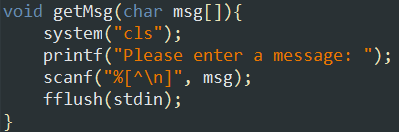 void getMsg(char msg[]){
    system("cls");
    printf("Please enter a message: ");
    scanf("%[^\n]", msg);
    fflush(stdin);
}